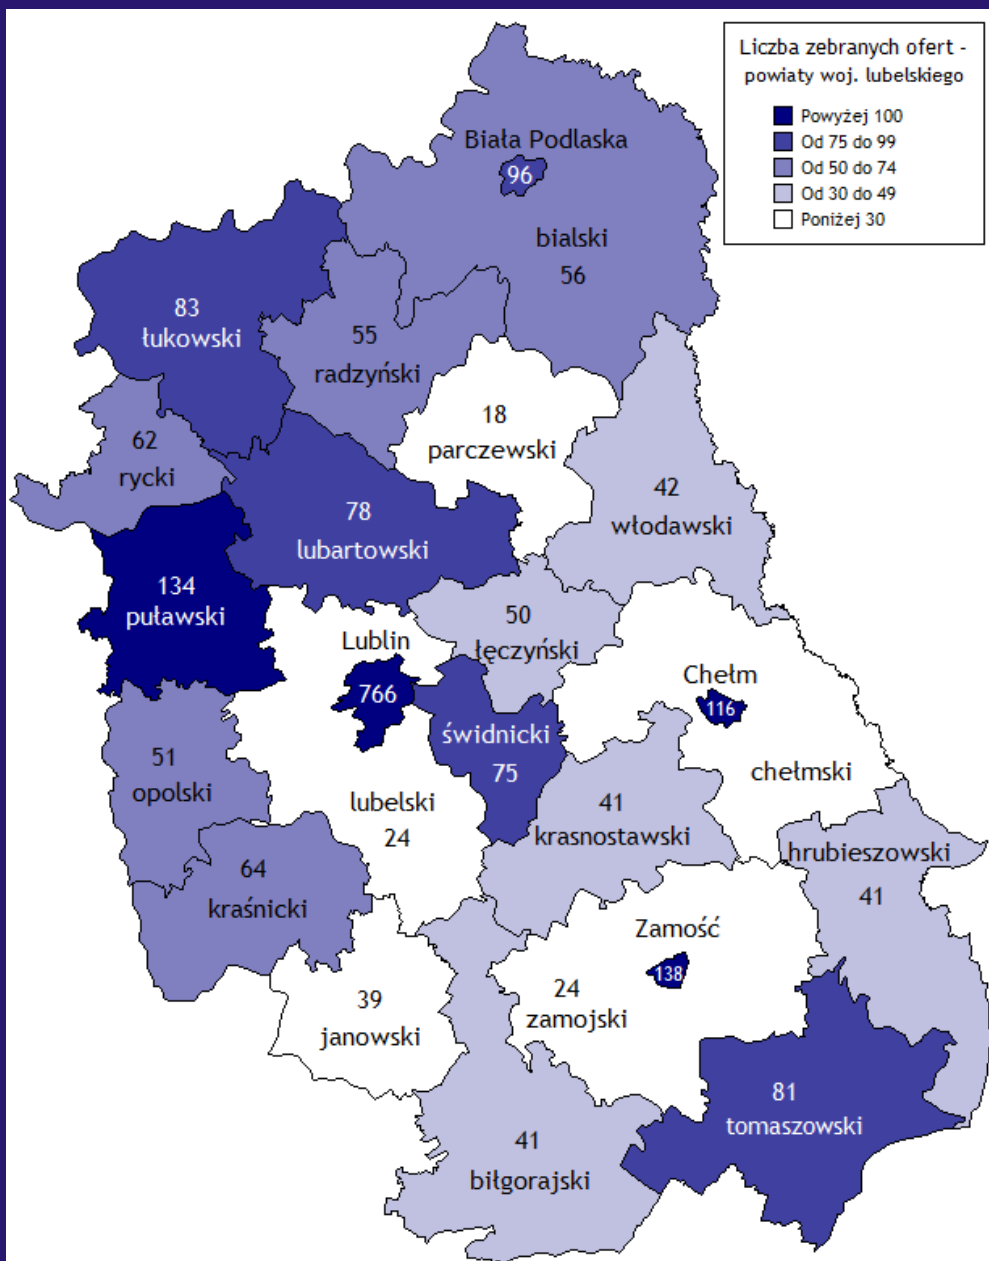 Liczba zebranych ofert -
powiaty woj. lubelskiego
Powyżej 100
Od 75 do 99
Od 50 do 74
Od 30 do 49
Poniżej 30
Biała Podlaska
96
bialski
56
83
łukowski
55
radzyński
18
parczewski
62
rycki
42
włodawski
78
lubartowski
134
puławski
50
łęczyński
Lublin
766
Chełm
116
świdnicki
75
51
opolski
chełmski
lubelski
24
41
krasnostawski
hrubieszowski
41
64
kraśnicki
Zamość
138
39
janowski
24
zamojski
81
tomaszowski
41
biłgorajski